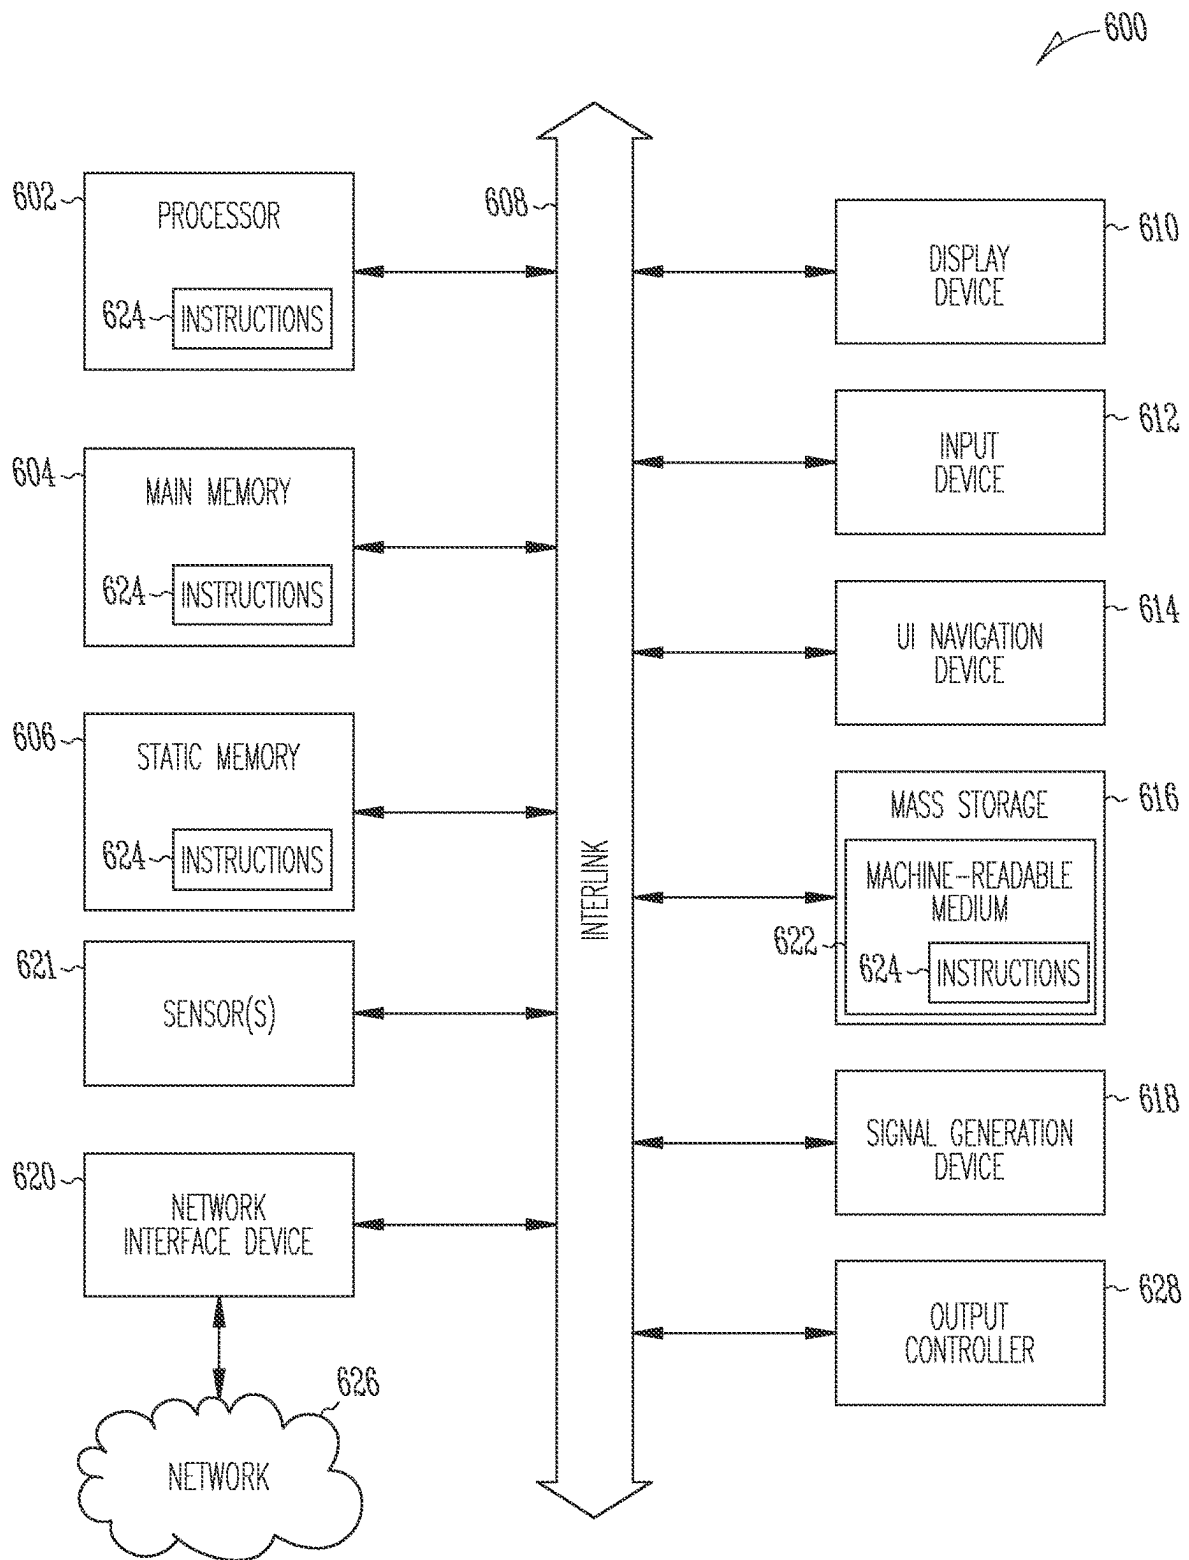 600
602
PROCESSOR
624
INSTRUCTIONS
604
MAIN MEMORY
624
INSTRUCTIONS
606
STATIC MEMORY
624
INSTRUCTIONS
621
SENSOR(S)
620
NETWORK
INTERFACE DEVICE
626
NETWORK
608
INTERLINK
610
DISPLAY
DEVICE
612
INPUT
DEVICE
614
UI NAVIGATION
DEVICE
616
MASS STORAGE
MACHINE-READABLE
MEDIUM
622
624
INSTRUCTIONS
618
SIGNAL GENERATION
DEVICE
628
OUTPUT
CONTROLLER